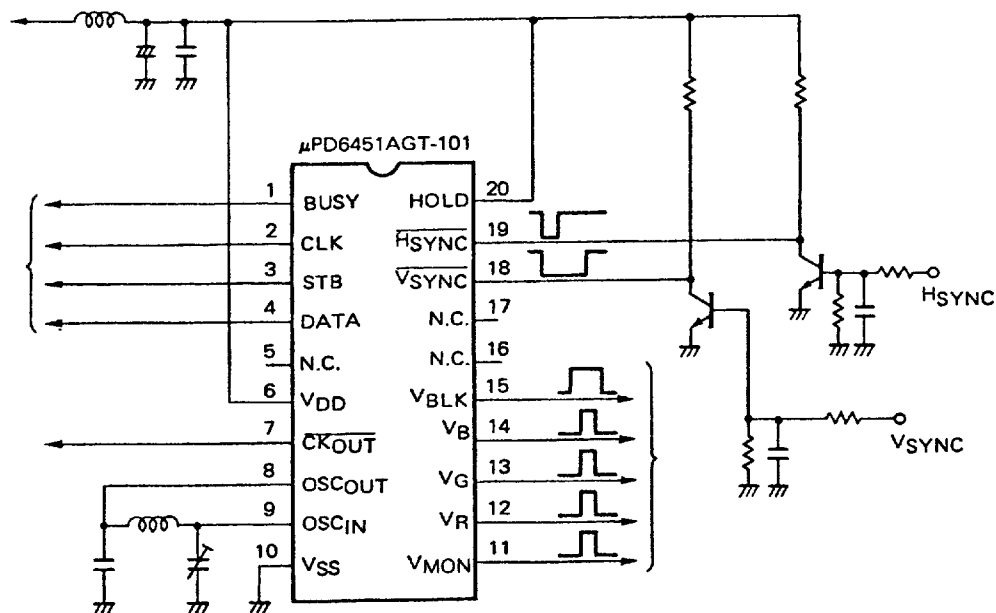 μPD6451AGT-101
1 BUSY
2 CLK
3 STB
4 DATA
5 N.C.
6 VDD
7 CKOUT
8 OSCOUT
9 OSCIN
10 VSS
HOLD 20
HSYNC 19
VSYNC 18
N.C. 17
N.C. 16
VBLK 15
VB 14
VG 13
VR 12
VMON 11
HSYNC
VSYNC